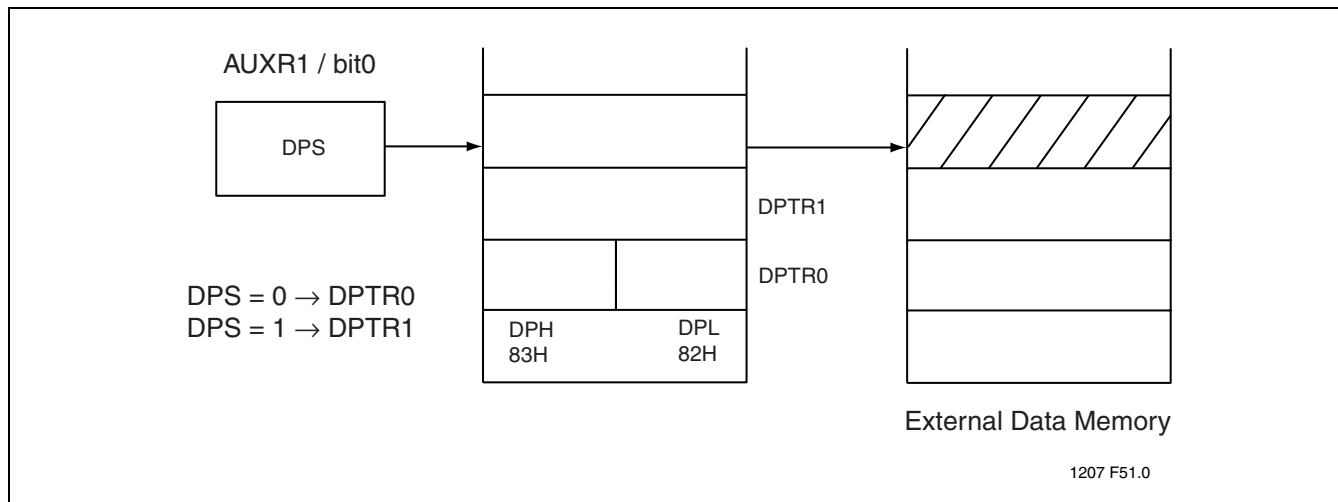 AUXR1 / bit0
DPS
DPTR1
DPTR0
DPS = 0 → DPTR0
DPS = 1 → DPTR1
DPH DPL
83H 82H
External Data Memory
1207 F51.0